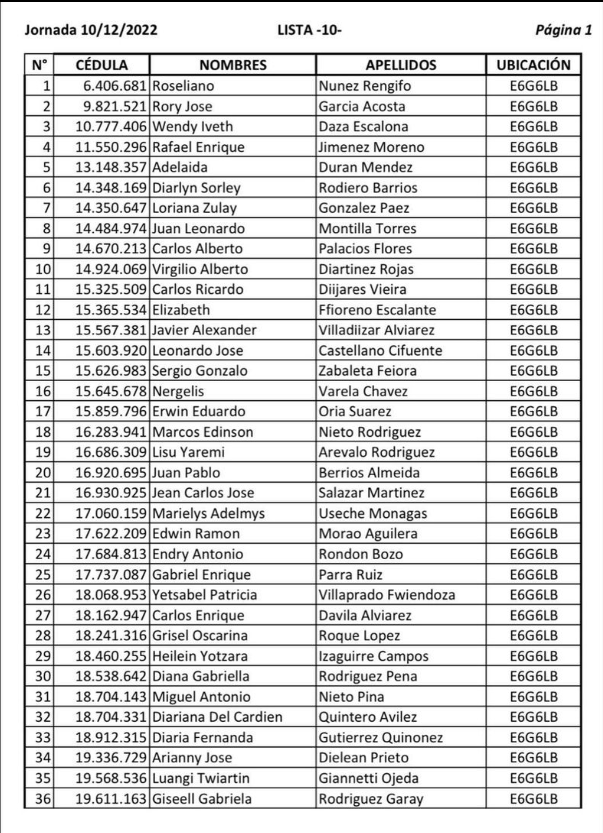 Jornada 10/12/2022 LISTA -10- Página 1
N° CÉDULA NOMBRES APELLIDOS UBICACIÓN
1 6.406.681 Roseliano Nunez Rengifo E6G6LB
2 9.821.521 Rory Jose Garcia Acosta E6G6LB
3 10.777.406 Wendy Iveth Daza Escalona E6G6LB
4 11.550.296 Rafael Enrique Jimenez Moreno E6G6LB
5 13.148.357 Adelaida Duran Mendez E6G6LB
6 14.348.169 Diarlyn Sorley Rodiero Barrios E6G6LB
7 14.350.647 Loriana Zulay Gonzalez Paez E6G6LB
8 14.484.974 Juan Leonardo Montilla Torres E6G6LB
9 14.670.213 Carlos Alberto Palacios Flores E6G6LB
10 14.924.069 Virgilio Alberto Diartinez Rojas E6G6LB
11 15.325.509 Carlos Ricardo Diijares Vieira E6G6LB
12 15.365.534 Elizabeth Ffioreno Escalante E6G6LB
13 15.567.381 Javier Alexander Villadiizar Alviarez E6G6LB
14 15.603.920 Leonardo Jose Castellano Cifuente E6G6LB
15 15.626.983 Sergio Gonzalo Zabaleta Feiora E6G6LB
16 15.645.678 Nergelis Varela Chavez E6G6LB
17 15.859.796 Erwin Eduardo Oria Suarez E6G6LB
18 16.283.941 Marcos Edinson Nieto Rodriguez E6G6LB
19 16.686.309 Lisu Yaremi Arevalo Rodriguez E6G6LB
20 16.920.695 Juan Pablo Berrios Almeida E6G6LB
21 16.930.925 Jean Carlos Jose Salazar Martinez E6G6LB
22 17.060.159 Marielys Adelmys Useche Monagas E6G6LB
23 17.622.209 Edwin Ramon Morao Aguilera E6G6LB
24 17.684.813 Endry Antonio Rondon Bozo E6G6LB
25 17.737.087 Gabriel Enrique Parra Ruiz E6G6LB
26 18.068.953 Yetsabel Patricia Villaprado Fwiendoza E6G6LB
27 18.162.947 Carlos Enrique Davila Alviarez E6G6LB
28 18.241.316 Grisel Oscarina Roque Lopez E6G6LB
29 18.460.255 Heilein Yotzara Izaguirre Campos E6G6LB
30 18.538.642 Diana Gabriella Rodriguez Pena E6G6LB
31 18.704.143 Miguel Antonio Nieto Pina E6G6LB
32 18.704.331 Diariana Del Cardien Quintero Avilez E6G6LB
33 18.912.315 Diaria Fernanda Gutierrez Quinonez E6G6LB
34 19.336.729 Arianny Jose Dielean Prieto E6G6LB
35 19.568.536 Luangi Twiartin Giannetti Ojeda E6G6LB
36 19.611.163 Giseell Gabriela Rodriguez Garay E6G6LB